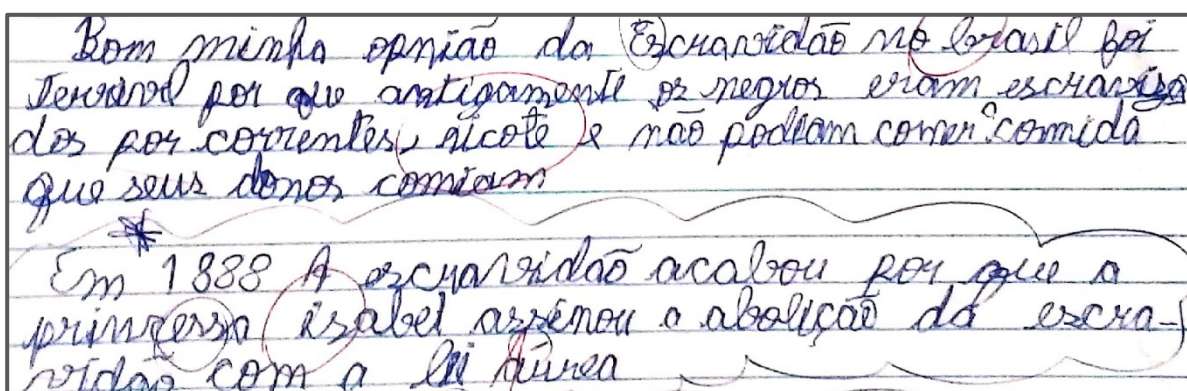 Bom minha opnião da Escravidão no brasil foi
Terrivel por que antigamente os negros eram escraviza
dos por correntes, xicote e não podiam comer comida
que seus donos comiam
Em 1888 A escravidão acabou por que a
princessa isabel assinou a abolição da escra-
vidão com a lei áurea